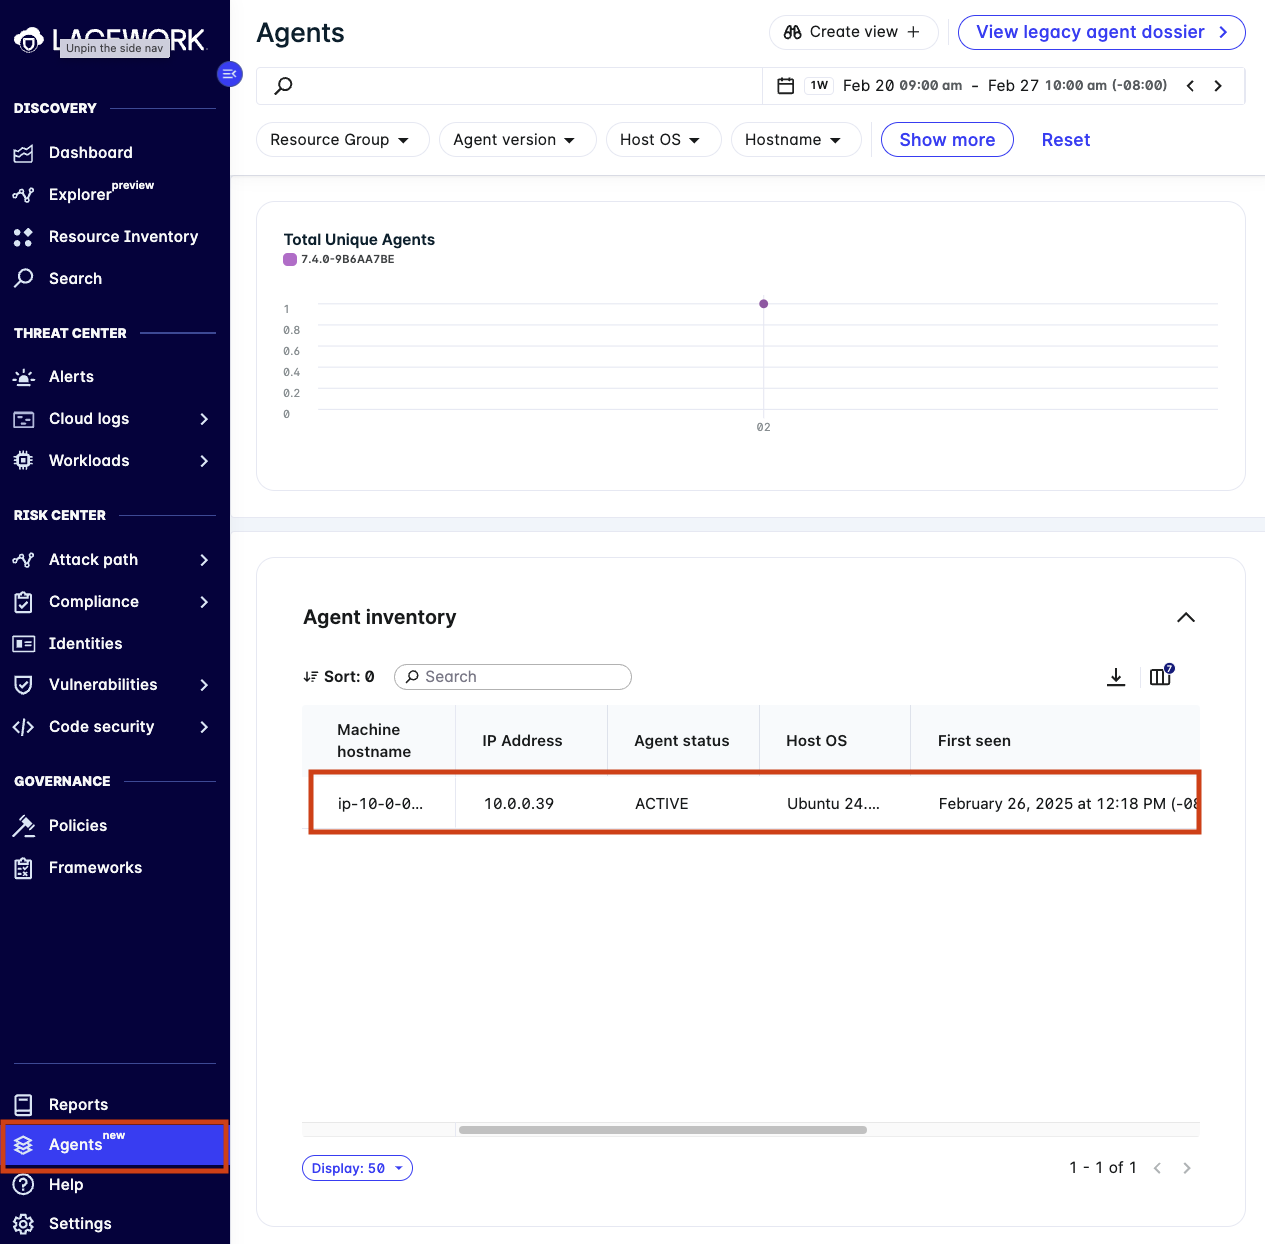 LACEWORK
Unpin the side nav
DISCOVERY
Dashboard
Explorer preview
Resource Inventory
Search
THREAT CENTER
Alerts
Cloud logs
Workloads
RISK CENTER
Attack path
Compliance
Identities
Vulnerabilities
Code security
GOVERNANCE
Policies
Frameworks
Reports
Agents new
Help
Settings
Agents
Create view +
View legacy agent dossier
1W Feb 20 09:00 am - Feb 27 10:00 am (-08:00)
Resource Group Agent version Host OS Hostname Show more Reset
Total Unique Agents
7.4.0-9B6AA7BE
1
0.8
0.6
0.4
0.2
0
02
Agent inventory
Sort: 0 Search 7
Machine hostname IP Address Agent status Host OS First seen
ip-10-0-0... 10.0.0.39 ACTIVE Ubuntu 24.... February 26, 2025 at 12:18 PM (-08
Display: 50 1 - 1 of 1